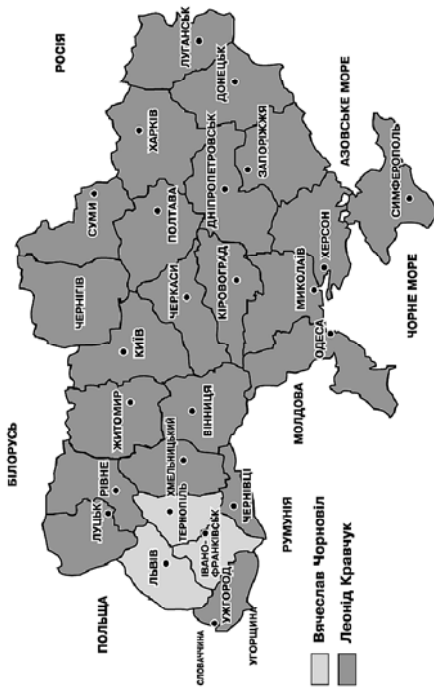 БІЛОРУСЬ
РОСІЯ
ПОЛЬЩА
СЛОВАЧЧИНА
УГОРЩИНА
РУМУНІЯ
МОЛДОВА
ЧОРНЕ МОРЕ
АЗОВСЬКЕ МОРЕ
ЛУЦЬК
РІВНЕ
ЖИТОМИР
КИЇВ
ЧЕРНІГІВ
СУМИ
ЛЬВІВ
ТЕРНОПІЛЬ
ХМЕЛЬНИЦЬКИЙ
ВІННИЦЯ
ЧЕРКАСИ
ПОЛТАВА
ХАРКІВ
ЛУГАНСЬК
УЖГОРОД
ІВАНО-
ФРАНКІВСЬК
ЧЕРНІВЦІ
КІРОВОГРАД
ДНІПРОПЕТРОВСЬК
ДОНЕЦЬК
ЗАПОРІЖЖЯ
ОДЕСА
МИКОЛАЇВ
ХЕРСОН
СИМФЕРОПОЛЬ
Вячеслав Чорновіл
Леонід Кравчук